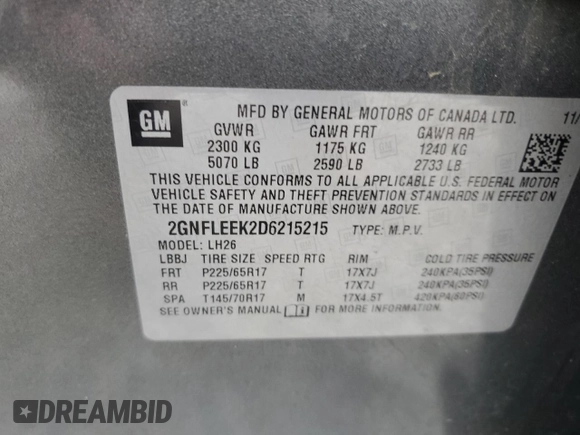 GM ®
MFD BY GENERAL MOTORS OF CANADA LTD. 11/
GVWR GAWR FRT GAWR RR
2300 KG 1175 KG 1240 KG
5070 LB 2590 LB 2733 LB
THIS VEHICLE CONFORMS TO ALL APPLICABLE U.S. FEDERAL MOTOR
VEHICLE SAFETY AND THEFT PREVENTION STANDARDS IN EFFECT ON
THE DATE OF MANUFACTURE SHOWN ABOVE.
2GNFLEEK2D6215215 TYPE: M.P.V.
MODEL: LH26
LBBJ TIRE SIZE SPEED RTG RIM COLD TIRE PRESSURE
FRT P225/65R17 T 17X7J 240KPA(35PSI)
RR P225/65R17 T 17X7J 240KPA(35PSI)
SPA T145/70R17 M 17X4.5T 420KPA(60PSI)
SEE OWNER'S MANUAL FOR MORE INFORMATION.
DREAMBID